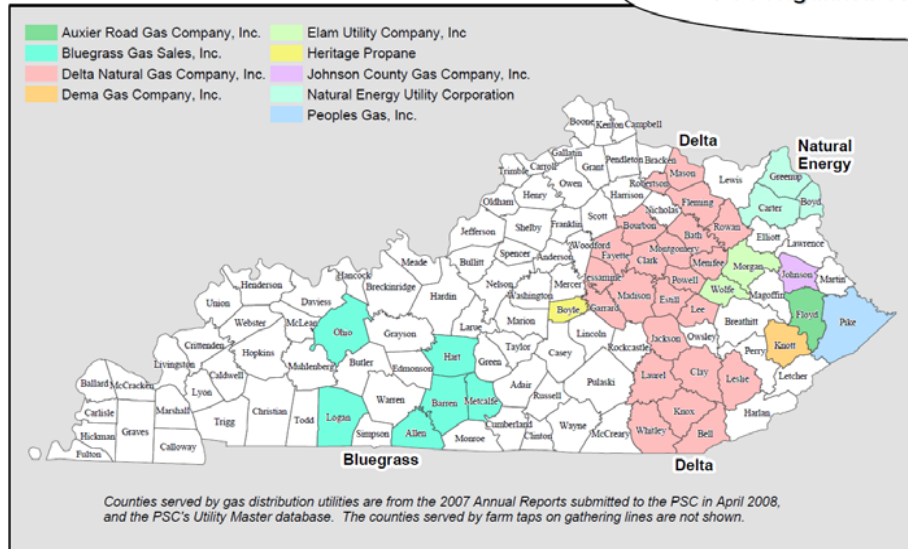 Auxier Road Gas Company, Inc.
Bluegrass Gas Sales, Inc.
Delta Natural Gas Company, Inc.
Dema Gas Company, Inc.
Elam Utility Company, Inc
Heritage Propane
Johnson County Gas Company, Inc.
Natural Energy Utility Corporation
Peoples Gas, Inc.
Boone Kenton Campbell
Delta
Natural
Energy
Gallatin Pendleton Bracken Mason
Trimble Carroll Grant Robertson Lewis Greenup
Owen Harrison Fleming Carter Boyd
Henry Nicholas
Oldham Scott Bourbon Rowan Elliott
Jefferson Shelby Franklin Bath Lawrence
Woodford Fayette Montgomery
Meade Bullitt Spencer Anderson Clark Menifee Morgan Johnson Martin
Hancock Breckinridge Nelson Mercer Jessamine Powell Wolfe Magoffin
Henderson Daviess Hardin Washington Madison Estill
Union Boyle Garrard Lee Breathitt Floyd Pike
Webster McLean Ohio Grayson Larue Marion Lincoln Jackson Owsley Knott
Crittenden Hopkins Hart Green Taylor Casey Rockcastle Perry
Livingston Muhlenberg Butler Edmonson Letcher
Ballard McCracken Caldwell Barren Metcalfe Adair Pulaski Laurel Clay Leslie
Lyon Warren Russell
Carlisle Marshall Trigg Christian Todd Logan Knox Harlan
Hickman Graves Calloway Simpson Allen Monroe Cumberland Clinton Wayne McCreary Whitley Bell
Fulton
Bluegrass
Delta
Counties served by gas distribution utilities are from the 2007 Annual Reports submitted to the PSC in April 2008,
and the PSC's Utility Master database. The counties served by farm taps on gathering lines are not shown.